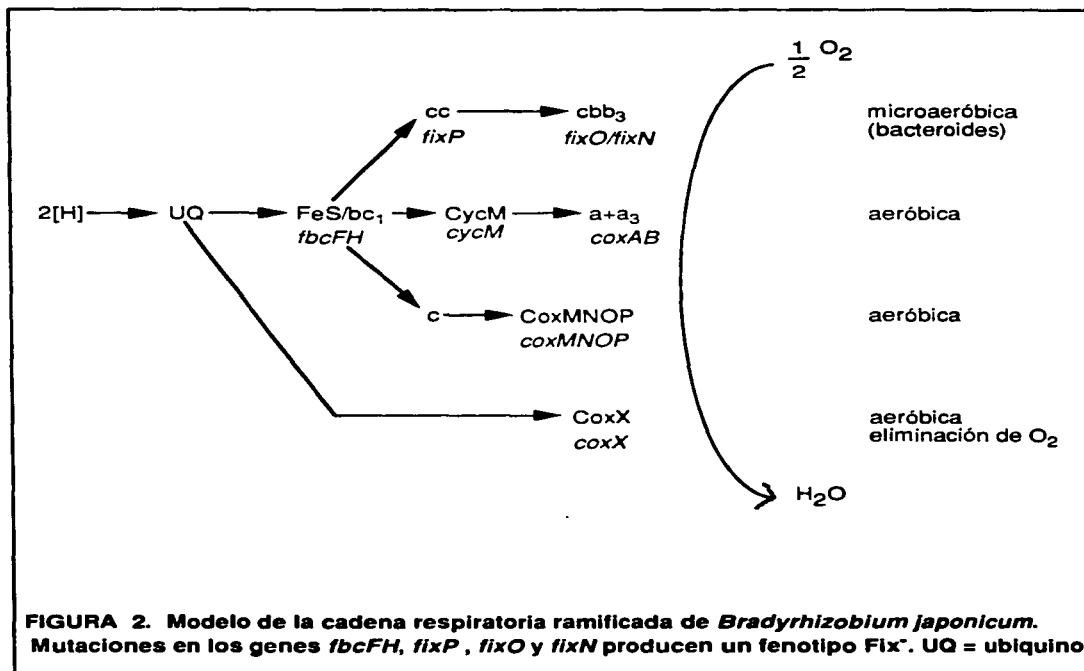 1/2 O₂
cc → cbb₃ microaeróbica
fixP fixO/fixN (bacteroides)
2[H] → UQ → FeS/bc₁ → CycM → a+a₃ aeróbica
fbcFH cycM coxAB
c → CoxMNOP aeróbica
coxMNOP
CoxX aeróbica
coxX eliminación de O₂
H₂O
FIGURA 2. Modelo de la cadena respiratoria ramificada de Bradyrhizobium japonicum.
Mutaciones en los genes fbcFH, fixP , fixO y fixN producen un fenotipo Fix⁻. UQ = ubiquino